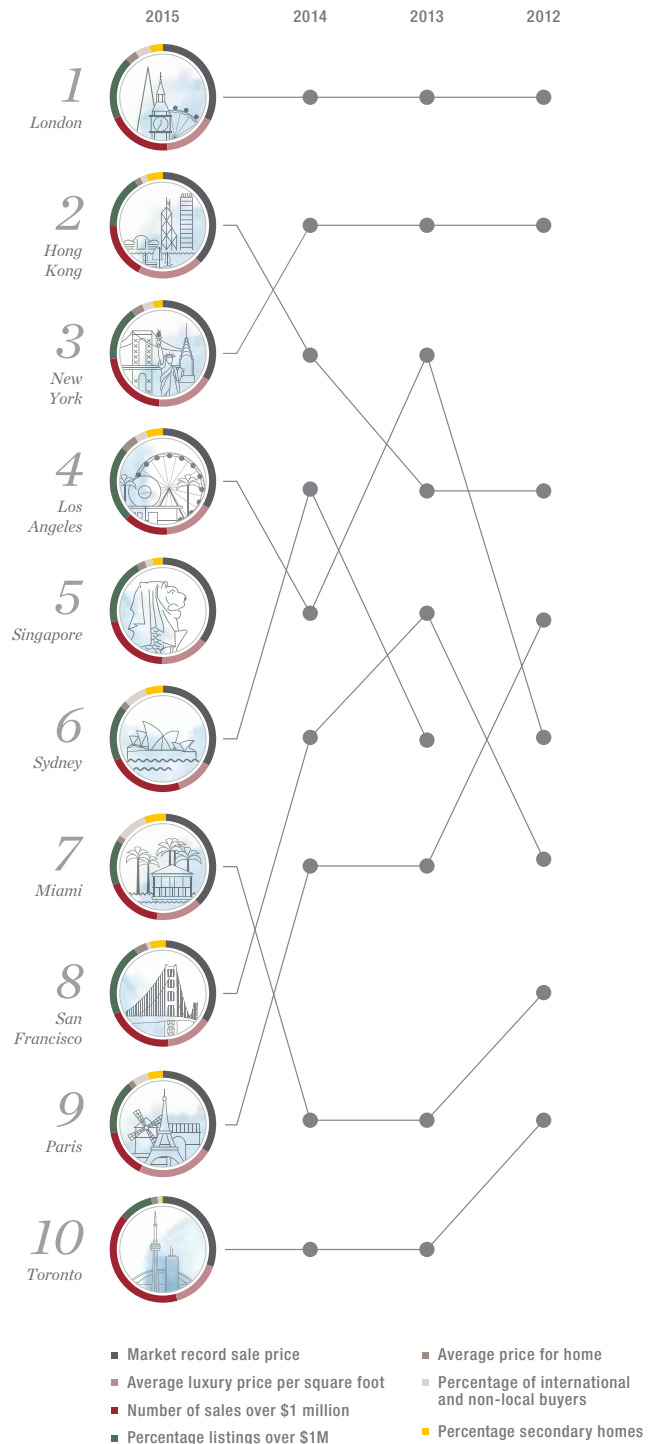 2015 2014 2013 2012
1
London
2
Hong
Kong
3
New
York
4
Los
Angeles
5
Singapore
6
Sydney
7
Miami
8
San
Francisco
9
Paris
10
Toronto
Market record sale price
Average luxury price per square foot
Number of sales over $1 million
Percentage listings over $1M
Average price for home
Percentage of international
and non-local buyers
Percentage secondary homes